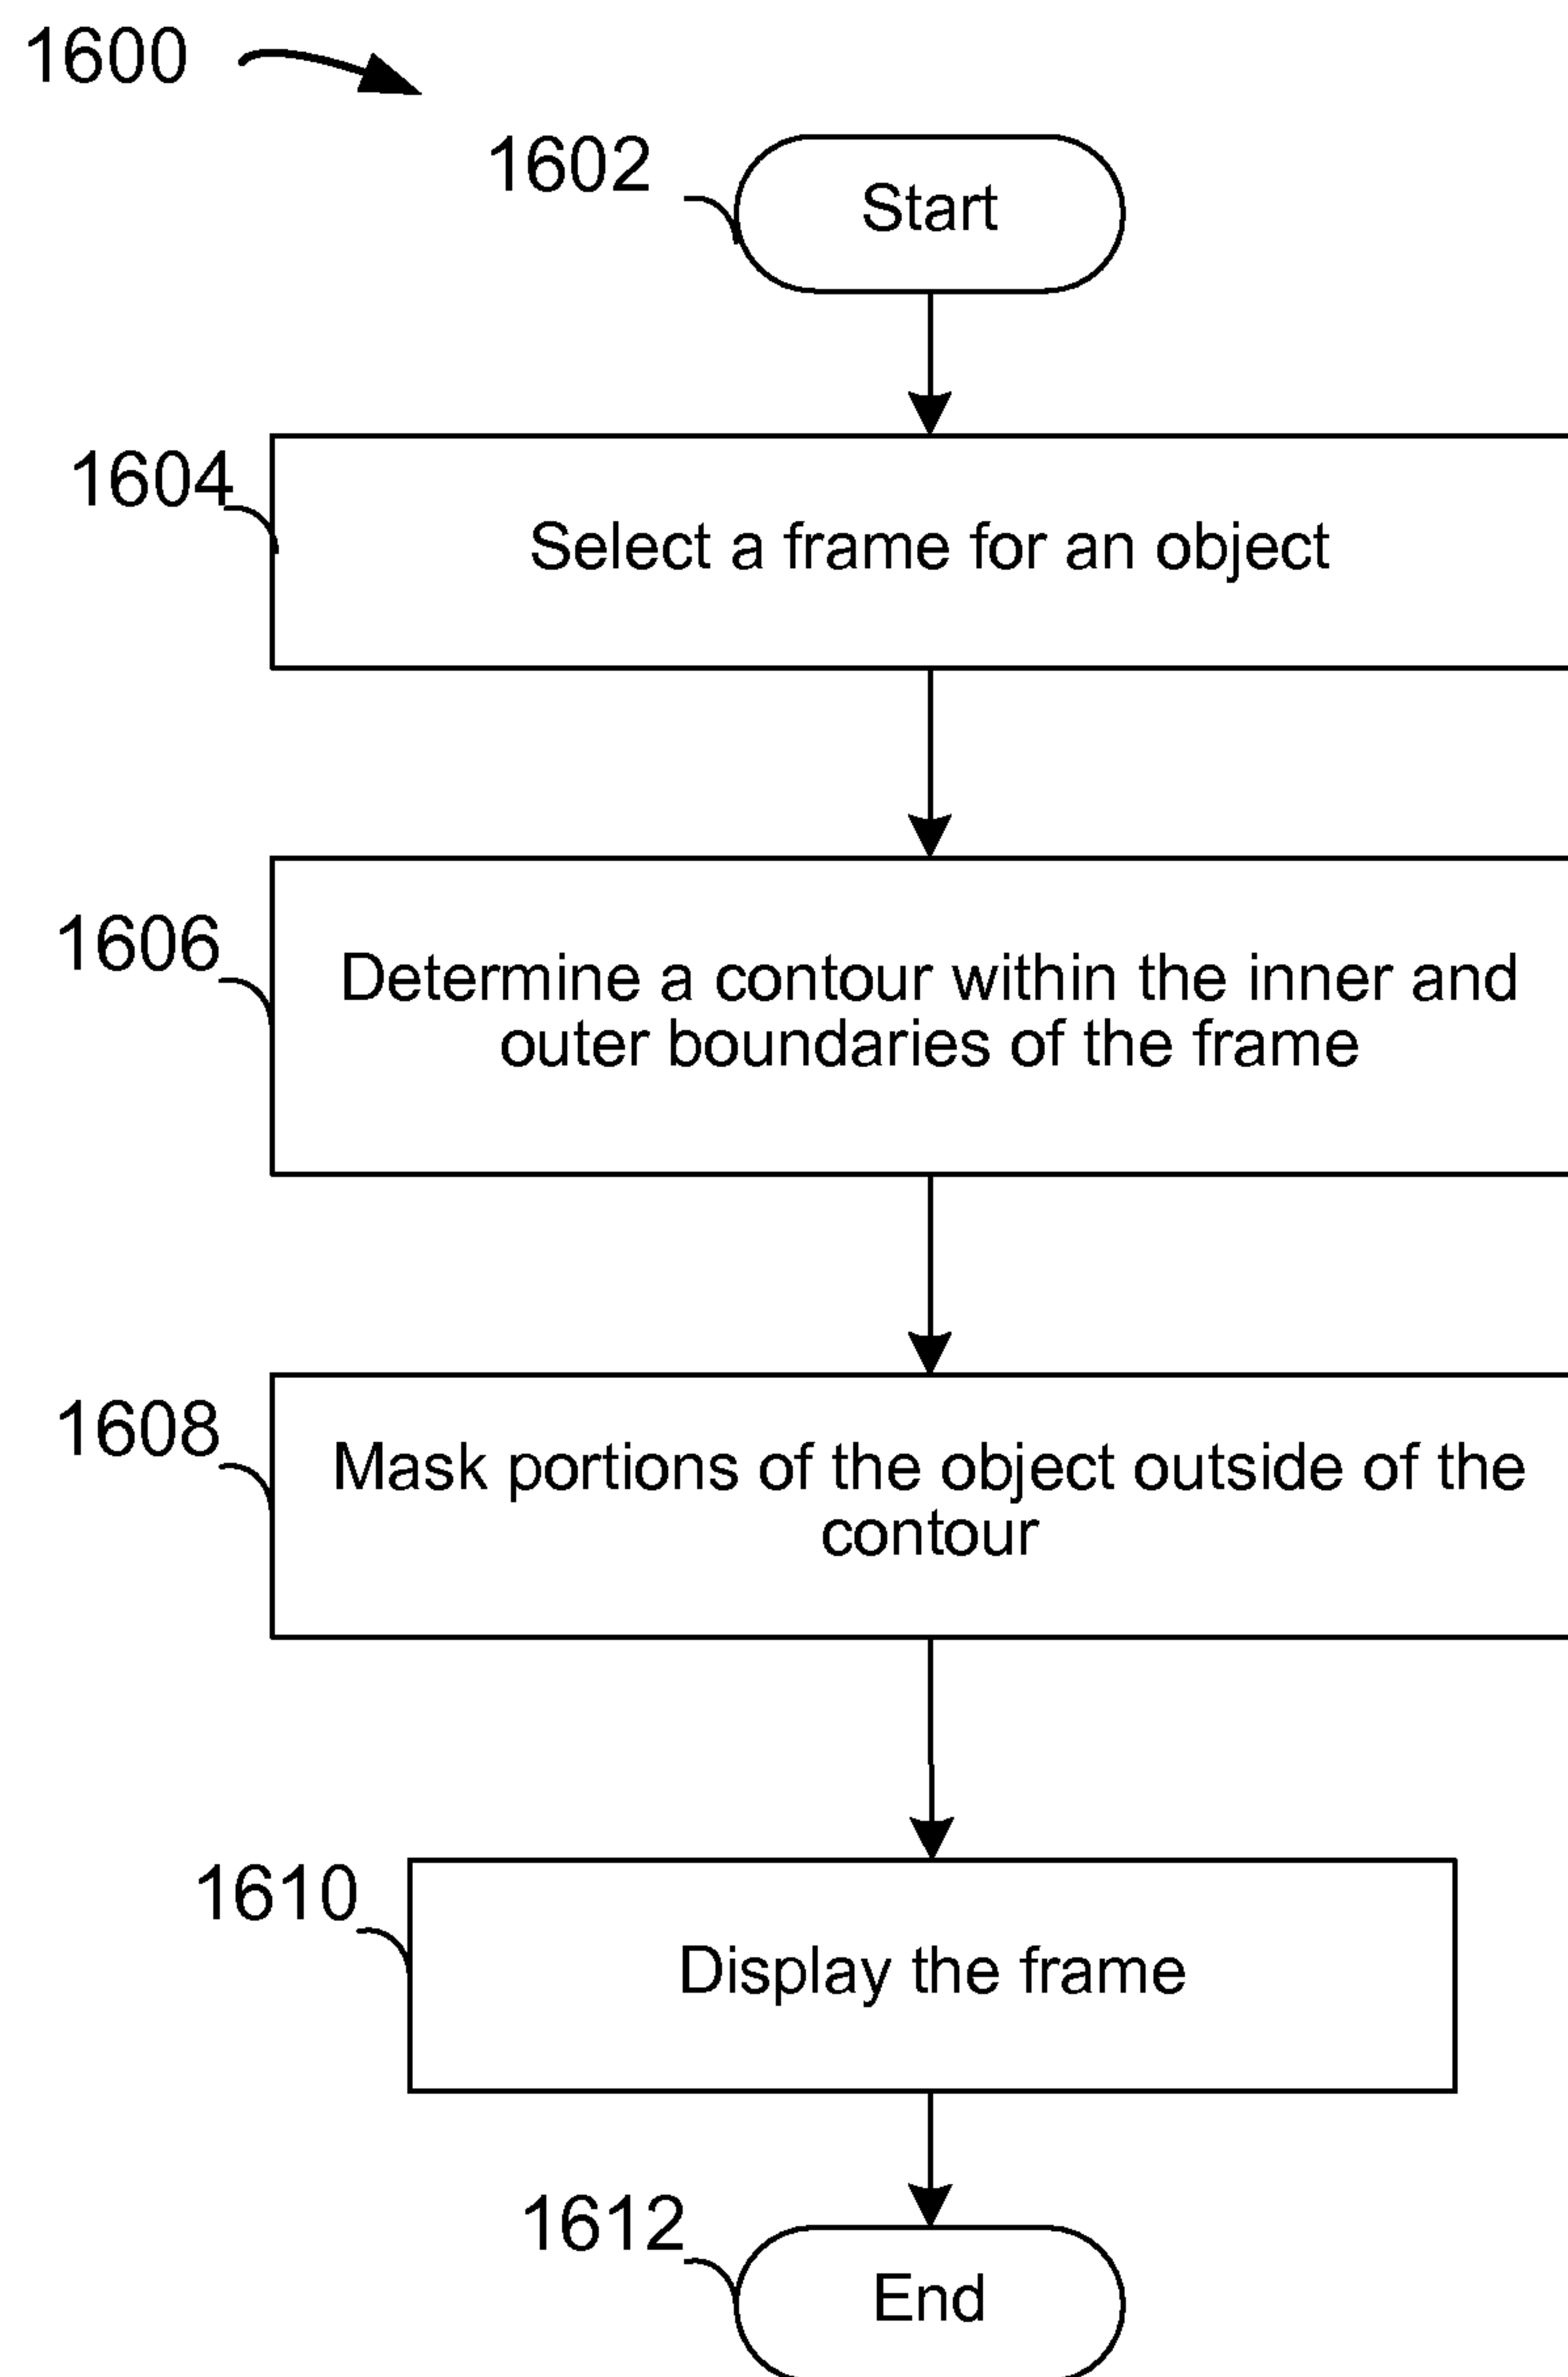 1600
1602
Start
1604
Select a frame for an object
1606
Determine a contour within the inner and
outer boundaries of the frame
1608
Mask portions of the object outside of the
contour
1610
Display the frame
1612
End